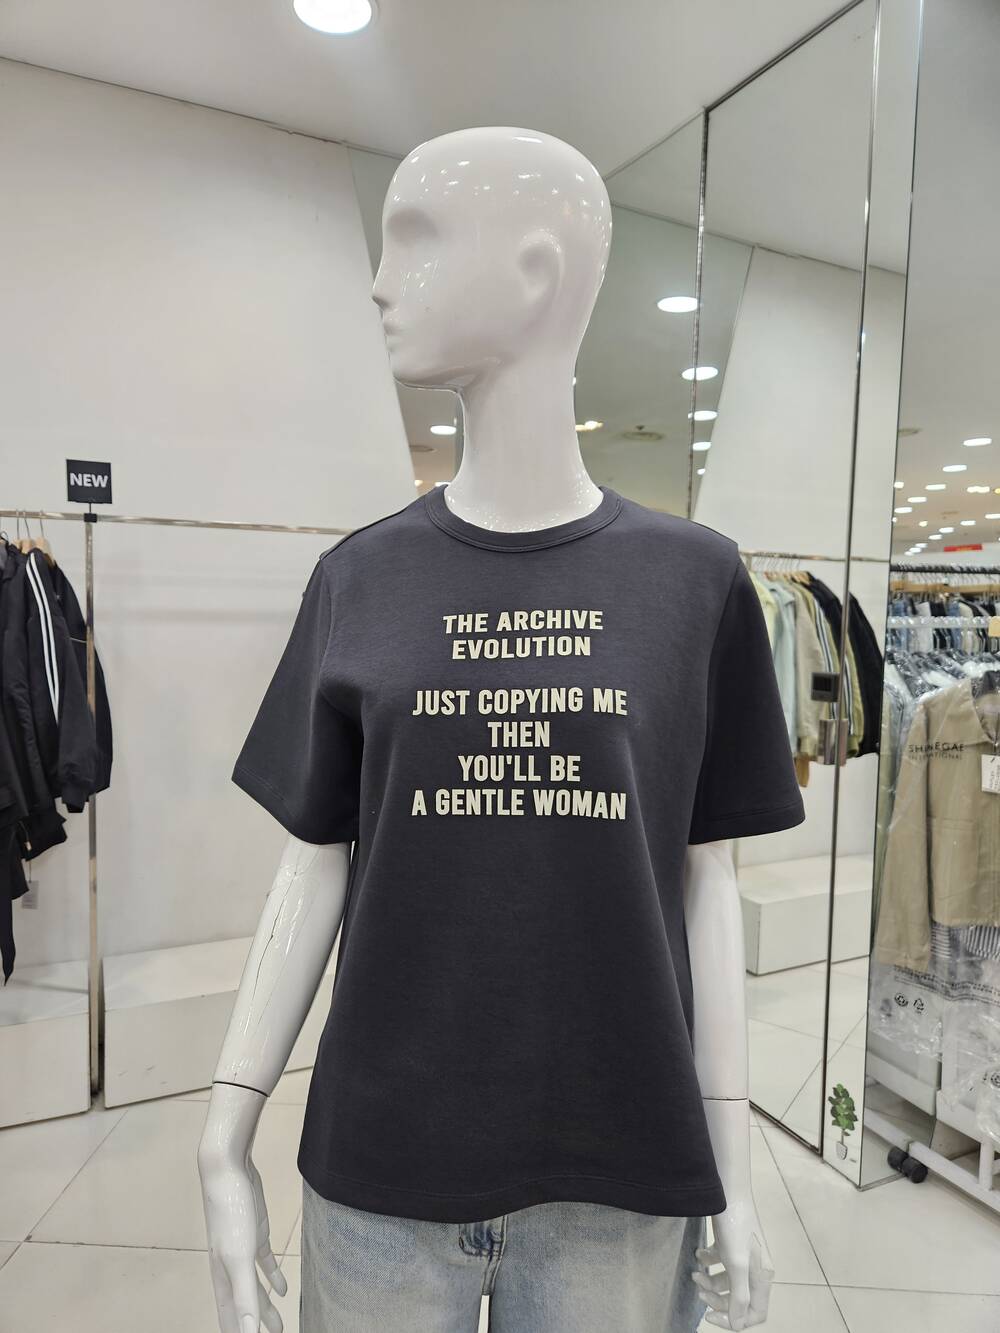 NEW
THE ARCHIVE
EVOLUTION
JUST COPYING ME
THEN
YOU'LL BE
A GENTLE WOMAN